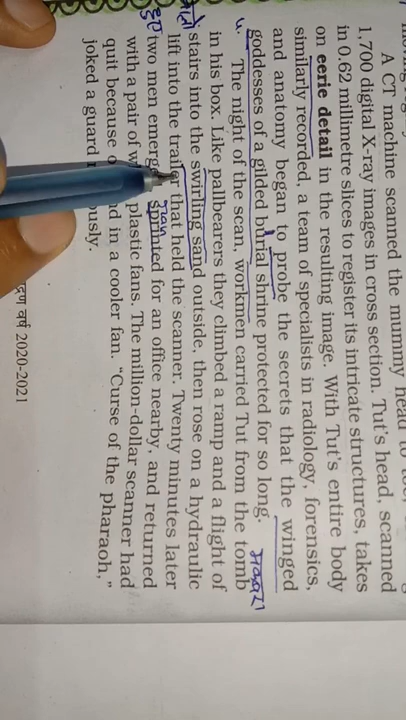 A CT machine scanned the mummy head to
1,700 digital X-ray images in cross section. Tut's head, scanned
in 0.62 millimetre slices to register its intricate structures, takes
on eerie detail in the resulting image. With Tut's entire body
similarly recorded, a team of specialists in radiology, forensics,
and anatomy began to probe the secrets that the winged
goddesses of a gilded burial shrine protected for so long.
The night of the scan, workmen carried Tut from the tomb मकबरा
in his box. Like pallbearers they climbed a ramp and a flight of
stairs into the swirling sand outside, then rose on a hydraulic
lift into the trailer that held the scanner. Twenty minutes later
two men emerg sprinted for an office nearby, and returned
with a pair of plastic fans. The million-dollar scanner had
quit because nd in a cooler fan. “Curse of the pharaoh,”
joked a guard ously.
वर्ष 2020-2021